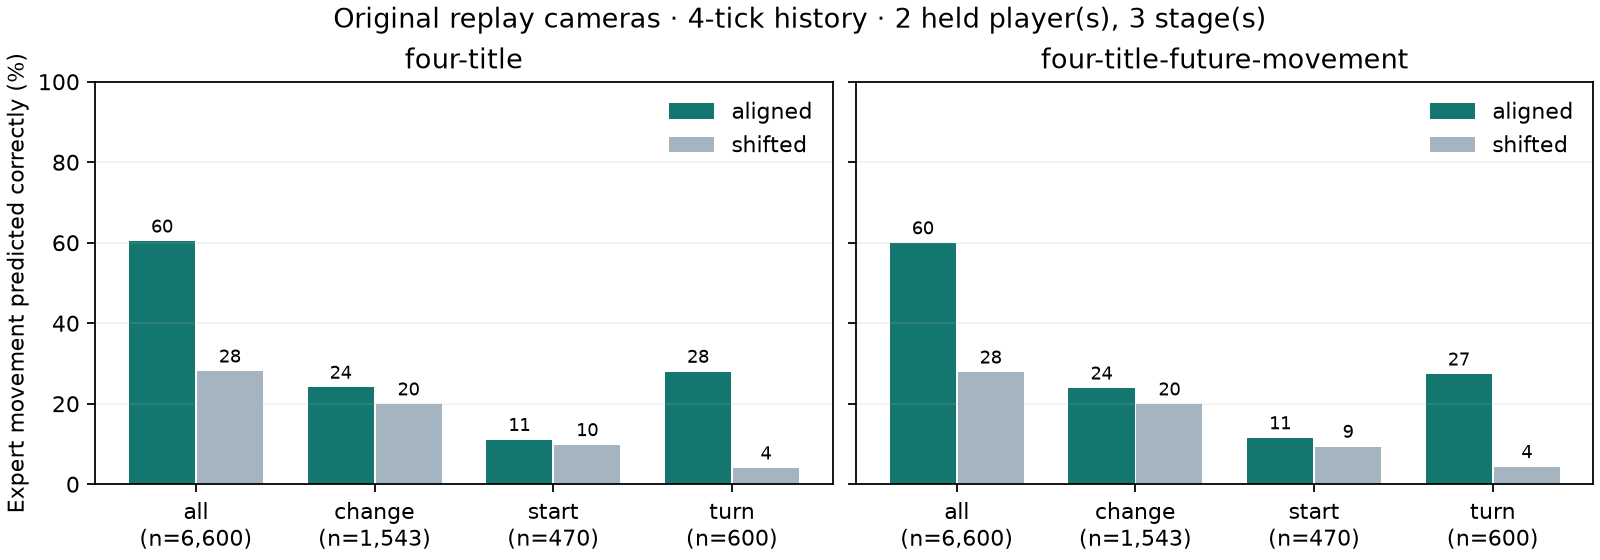 Original replay cameras · 4-tick history · 2 held player(s), 3 stage(s)
four-title
four-title-future-movement
Expert movement predicted correctly (%)
100
80
60
40
20
0
aligned
shifted
60
28
24
20
11
10
28
4
all
(n=6,600)
change
(n=1,543)
start
(n=470)
turn
(n=600)
aligned
shifted
60
28
24
20
11
9
27
4
all
(n=6,600)
change
(n=1,543)
start
(n=470)
turn
(n=600)